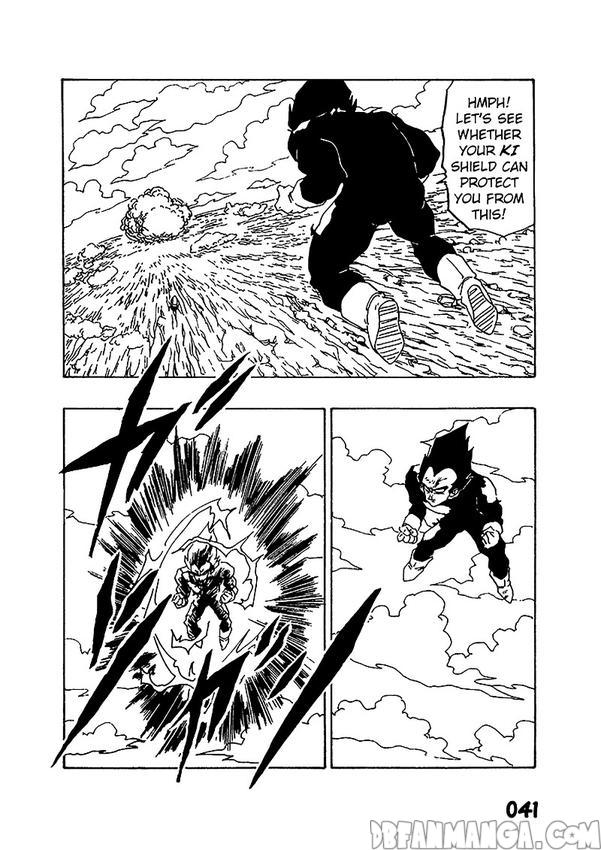 HMPH!
LET'S SEE
WHETHER
YOUR KI
SHIELD CAN
PROTECT
YOU FROM
THIS!
041
DBFANMANGA.COM